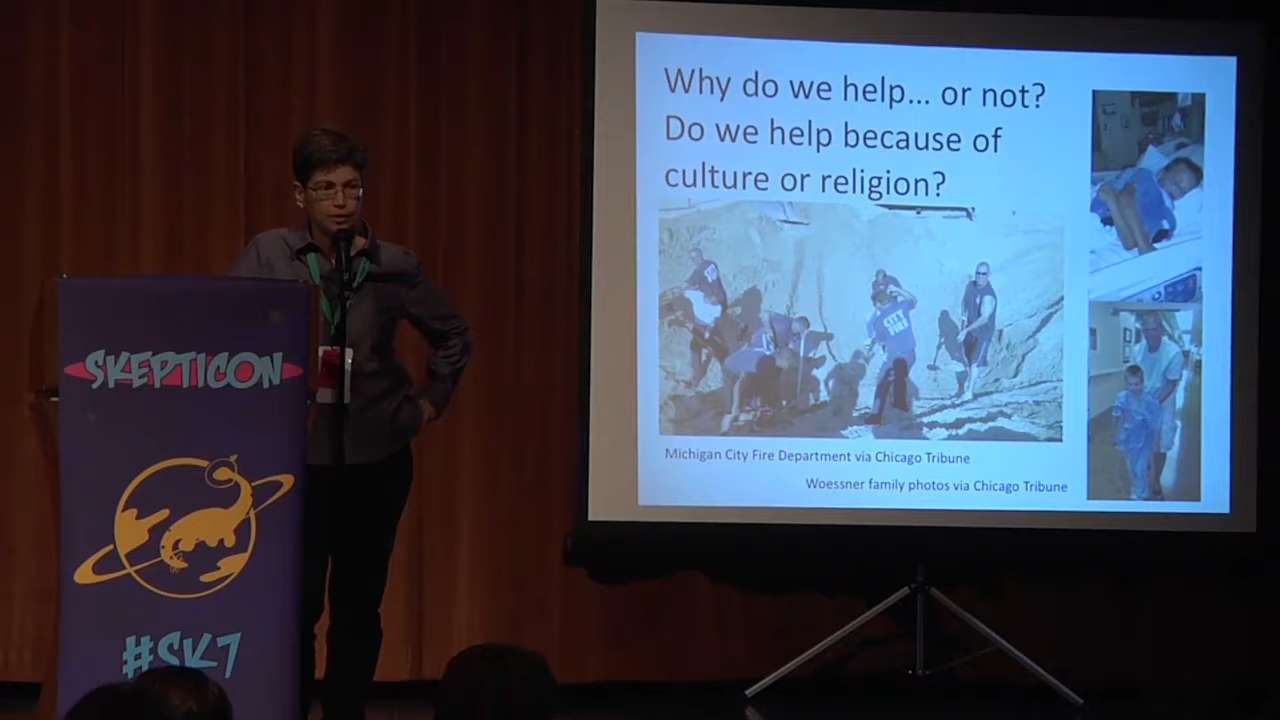 SKEPTICON
#SK7
Why do we help... or not?
Do we help because of
culture or religion?
CITY
FIRE
Michigan City Fire Department via Chicago Tribune
Woessner family photos via Chicago Tribune